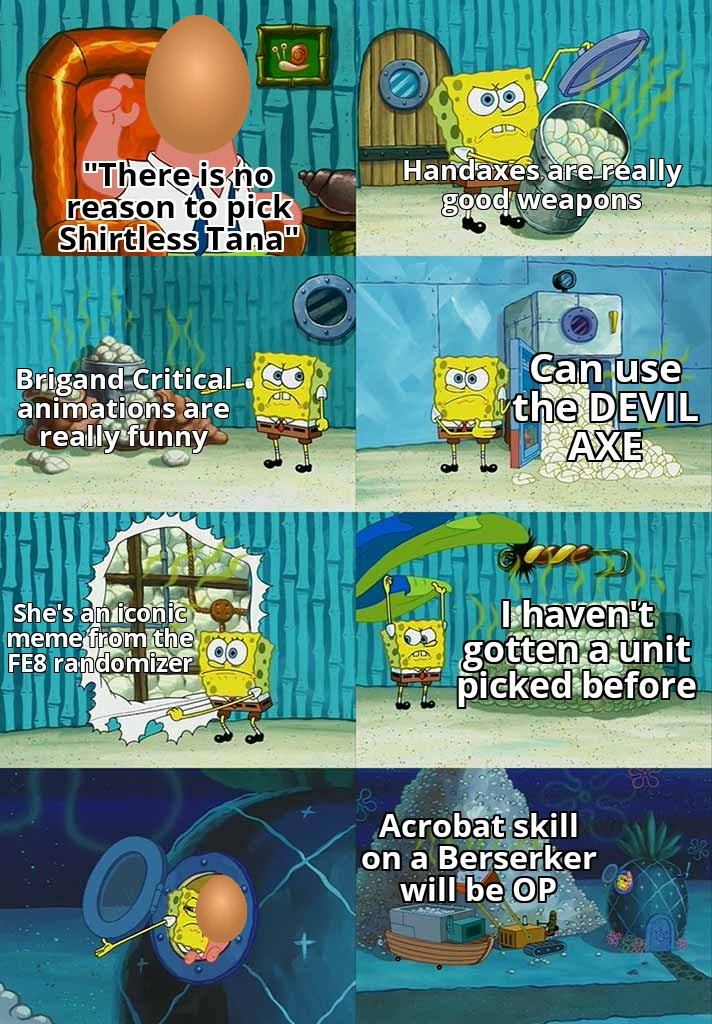 "There is no
reason to pick
Shirtless Tana"
Handaxes are really
good weapons
Brigand Critical
animations are
really funny
Can use
the DEVIL
AXE
She's an iconic
meme from the
FE8 randomizer
I haven't
gotten a unit
picked before
Acrobat skill
on a Berserker
will be OP